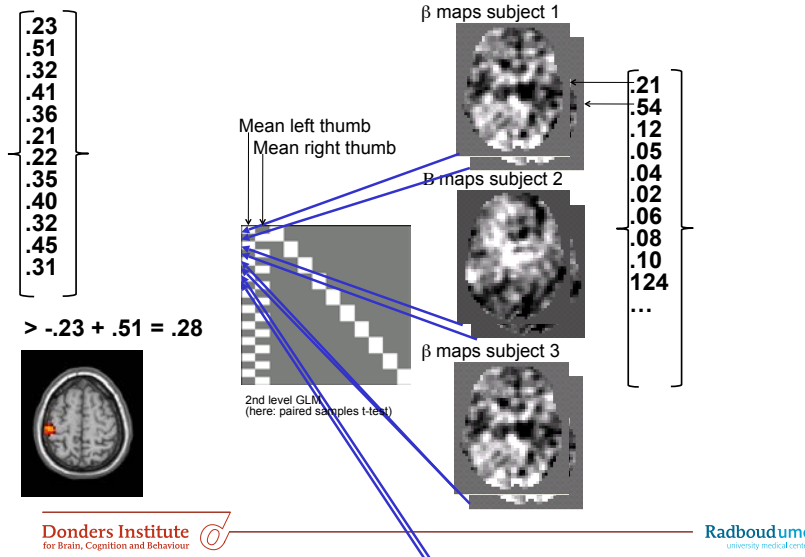 .23
.51
.32
.41
.36
.21
.22
.35
.40
.32
.45
.31
> -.23 + .51 = .28
Mean left thumb
Mean right thumb
2nd level GLM
(here: paired samples t-test)
β maps subject 1
Β maps subject 2
β maps subject 3
.21
.54
.12
.05
.04
.02
.06
.08
.10
124
...
Donders Institute
for Brain, Cognition and Behaviour
Radboudumc
university medical center